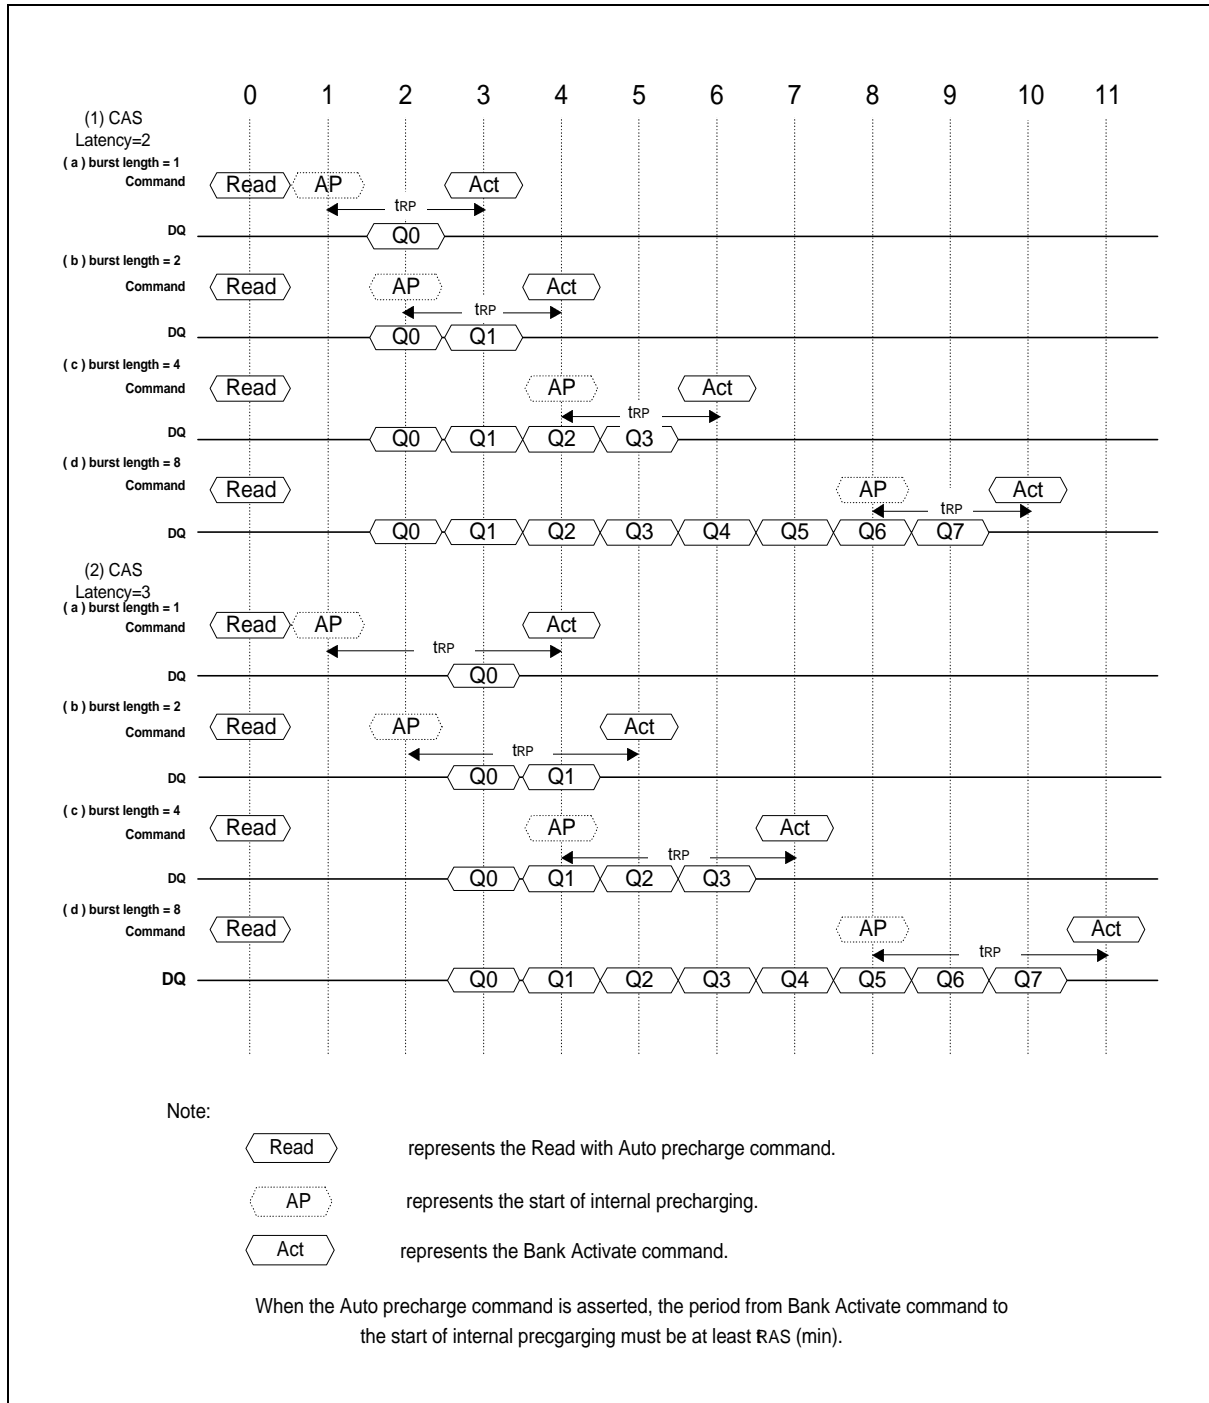 0 1 2 3 4 5 6 7 8 9 10 11
(1) CAS
Latency=2
( a ) burst length = 1
Command Read AP Act
tRP
DQ Q0
( b ) burst length = 2
Command Read AP Act
tRP
DQ Q0 Q1
( c ) burst length = 4
Command Read AP Act
tRP
DQ Q0 Q1 Q2 Q3
( d ) burst length = 8
Command Read AP Act
tRP
DQ Q0 Q1 Q2 Q3 Q4 Q5 Q6 Q7
(2) CAS
Latency=3
( a ) burst length = 1
Command Read AP Act
tRP
DQ Q0
( b ) burst length = 2
Command Read AP Act
tRP
DQ Q0 Q1
( c ) burst length = 4
Command Read AP Act
tRP
DQ Q0 Q1 Q2 Q3
( d ) burst length = 8
Command Read AP Act
tRP
DQ Q0 Q1 Q2 Q3 Q4 Q5 Q6 Q7
Note:
Read represents the Read with Auto precharge command.
AP represents the start of internal precharging.
Act represents the Bank Activate command.
When the Auto precharge command is asserted, the period from Bank Activate command to
the start of internal precgarging must be at least tRAS (min).